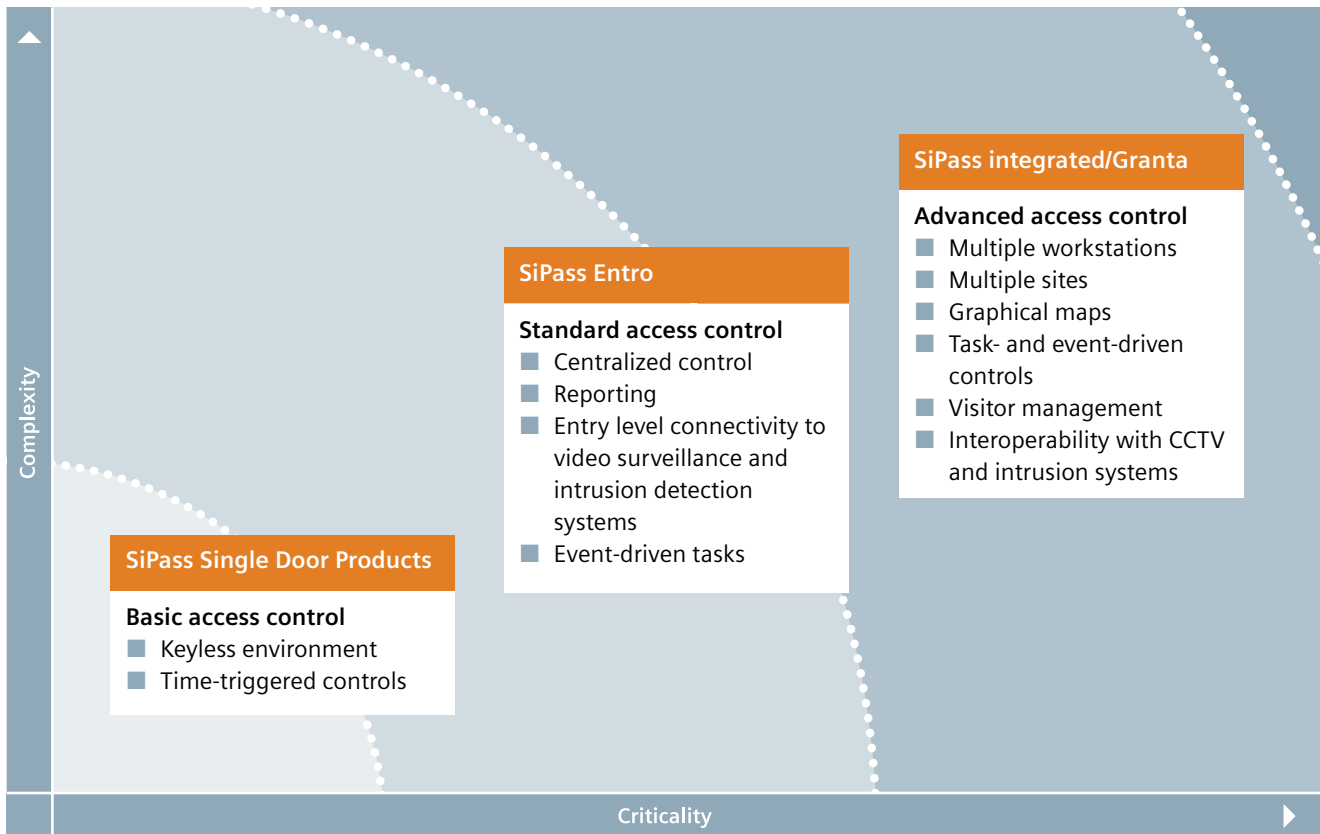 Complexity
SiPass Single Door Products
Basic access control
Keyless environment
Time-triggered controls
SiPass Entro
Standard access control
Centralized control
Reporting
Entry level connectivity to
video surveillance and
intrusion detection
systems
Event-driven tasks
SiPass integrated/Granta
Advanced access control
Multiple workstations
Multiple sites
Graphical maps
Task- and event-driven
controls
Visitor management
Interoperability with CCTV
and intrusion systems
Criticality